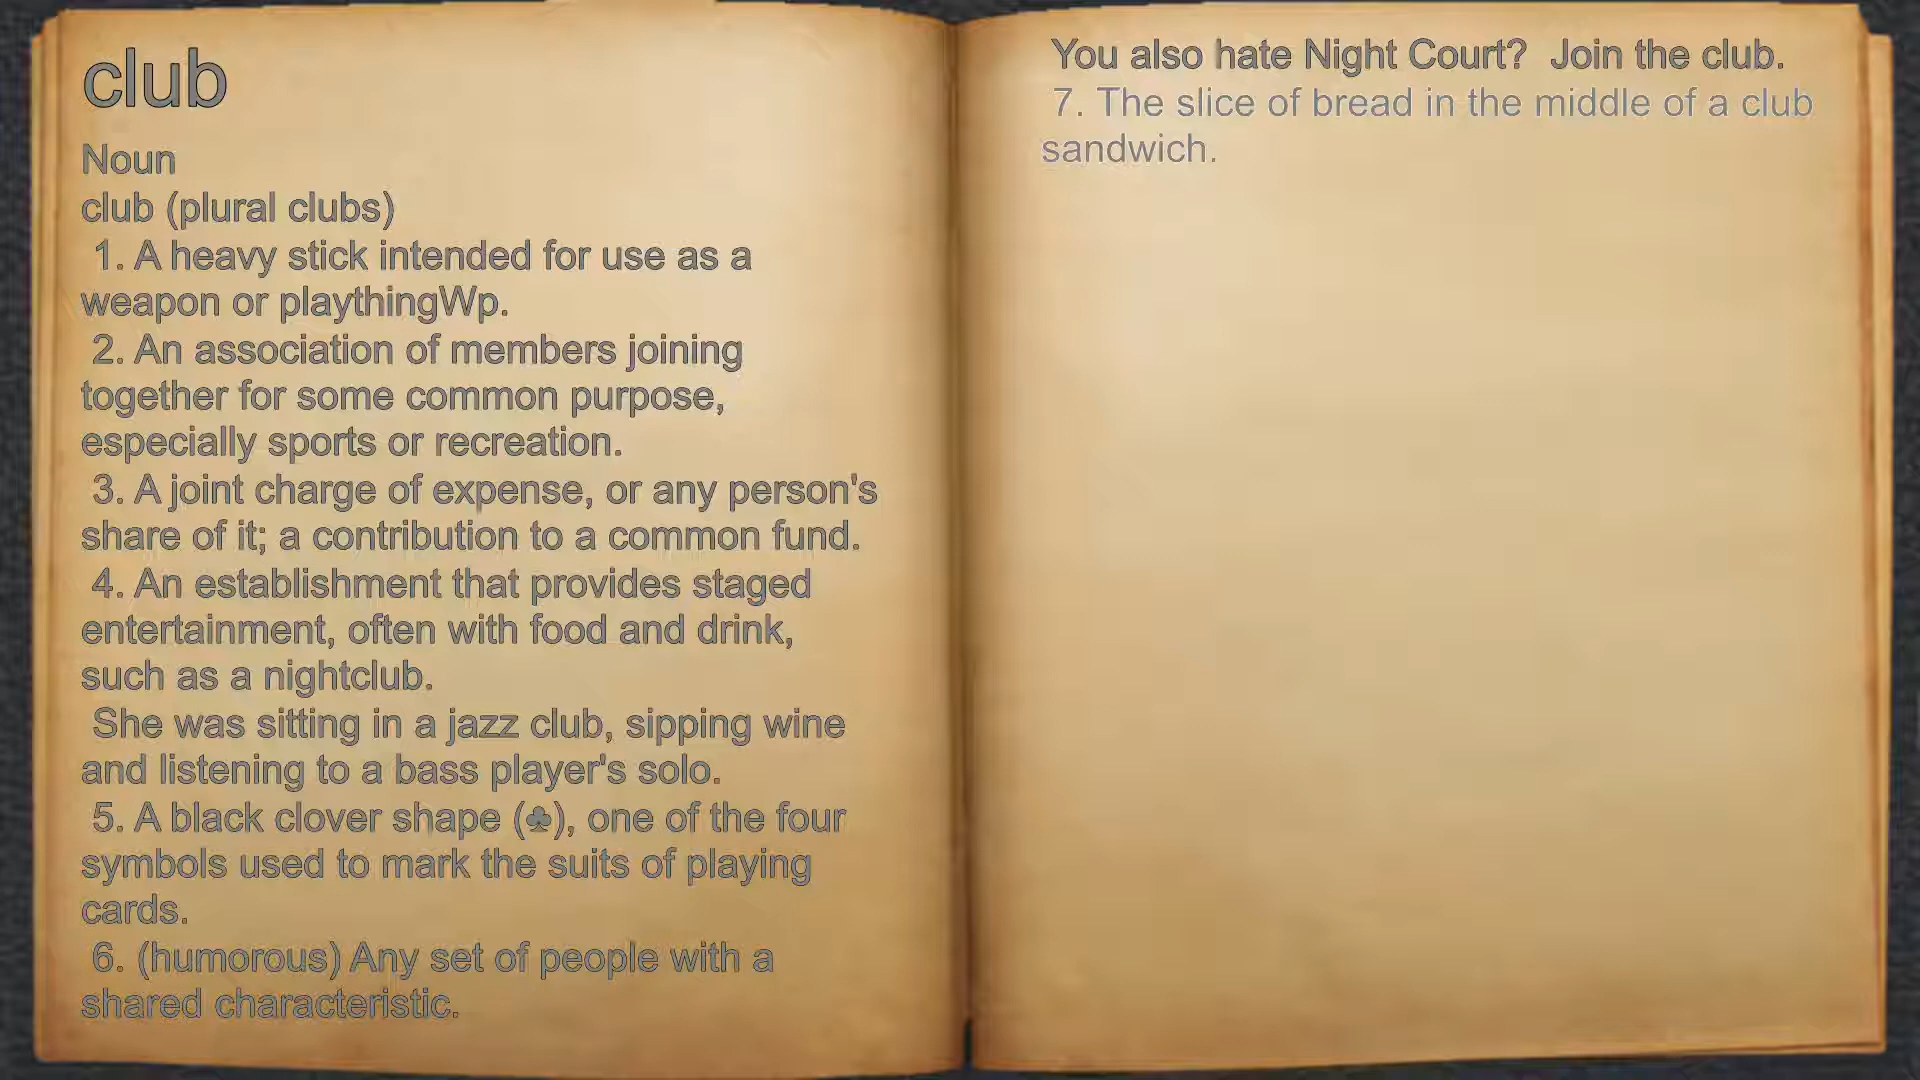 club
Noun
club (plural clubs)
1. A heavy stick intended for use as a
weapon or playthingWp.
2. An association of members joining
together for some common purpose,
especially sports or recreation.
3. A joint charge of expense, or any person's
share of it; a contribution to a common fund.
4. An establishment that provides staged
entertainment, often with food and drink,
such as a nightclub.
She was sitting in a jazz club, sipping wine
and listening to a bass player's solo.
5. A black clover shape (♣), one of the four
symbols used to mark the suits of playing
cards.
6. (humorous) Any set of people with a
shared characteristic.
You also hate Night Court?  Join the club.
7. The slice of bread in the middle of a club
sandwich.